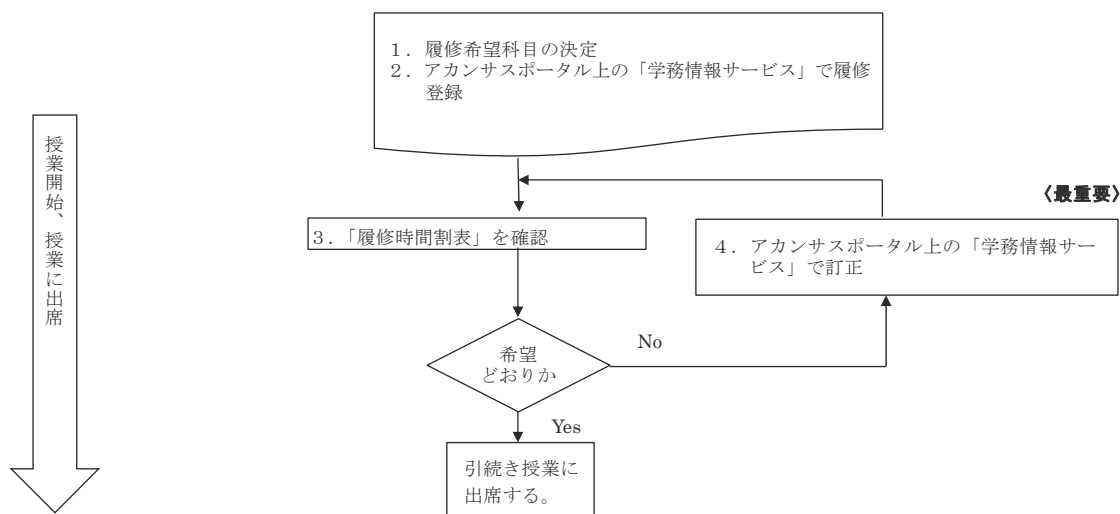 1．履修希望科目の決定
2．アカンサスポータル上の「学務情報サービス」で履修
登録
授業開始、授業に出席
〈最重要〉
3．「履修時間割表」を確認
4．アカンサスポータル上の「学務情報サー
ビス」で訂正
希望
どおりか
No
Yes
引続き授業に
出席する。